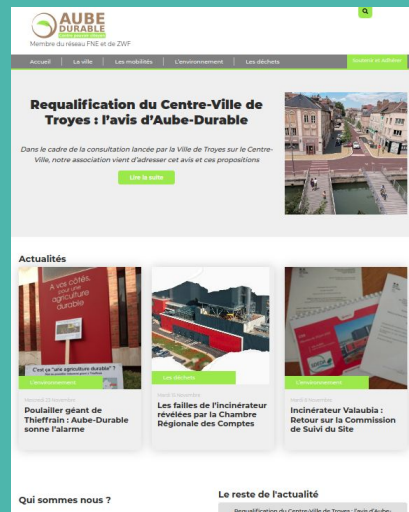 AUBE
DURABLE
Membre du réseau FNE et de ZWF
Accueil
La ville
Les mobilités
L'environnement
Les déchets
Soutenir et Adhérer
Requalification du Centre-Ville de
Troyes : l'avis d'Aube-Durable
Dans le cadre de la consultation lancée par la Ville de Troyes sur le Centre-
Ville, notre association vient d'adresser cet avis et ces propositions
Lire la suite
Actualités
A vos côtés,
pour une
agriculture
durable
C'est ça "une agriculture durable" ?
L'environnement
Poulailler géant de
Thieffrain : Aube-Durable
sonne l'alarme
Les déchets
Les failles de l'incinérateur
révélées par la Chambre
Régionale des Comptes
L'environnement
Incinérateur Valaubia :
Retour sur la Commission
de Suivi du Site
Qui sommes nous ?
Le reste de l'actualité
Requalification du Centre-Ville de Troyes : l'avis d'Aube-